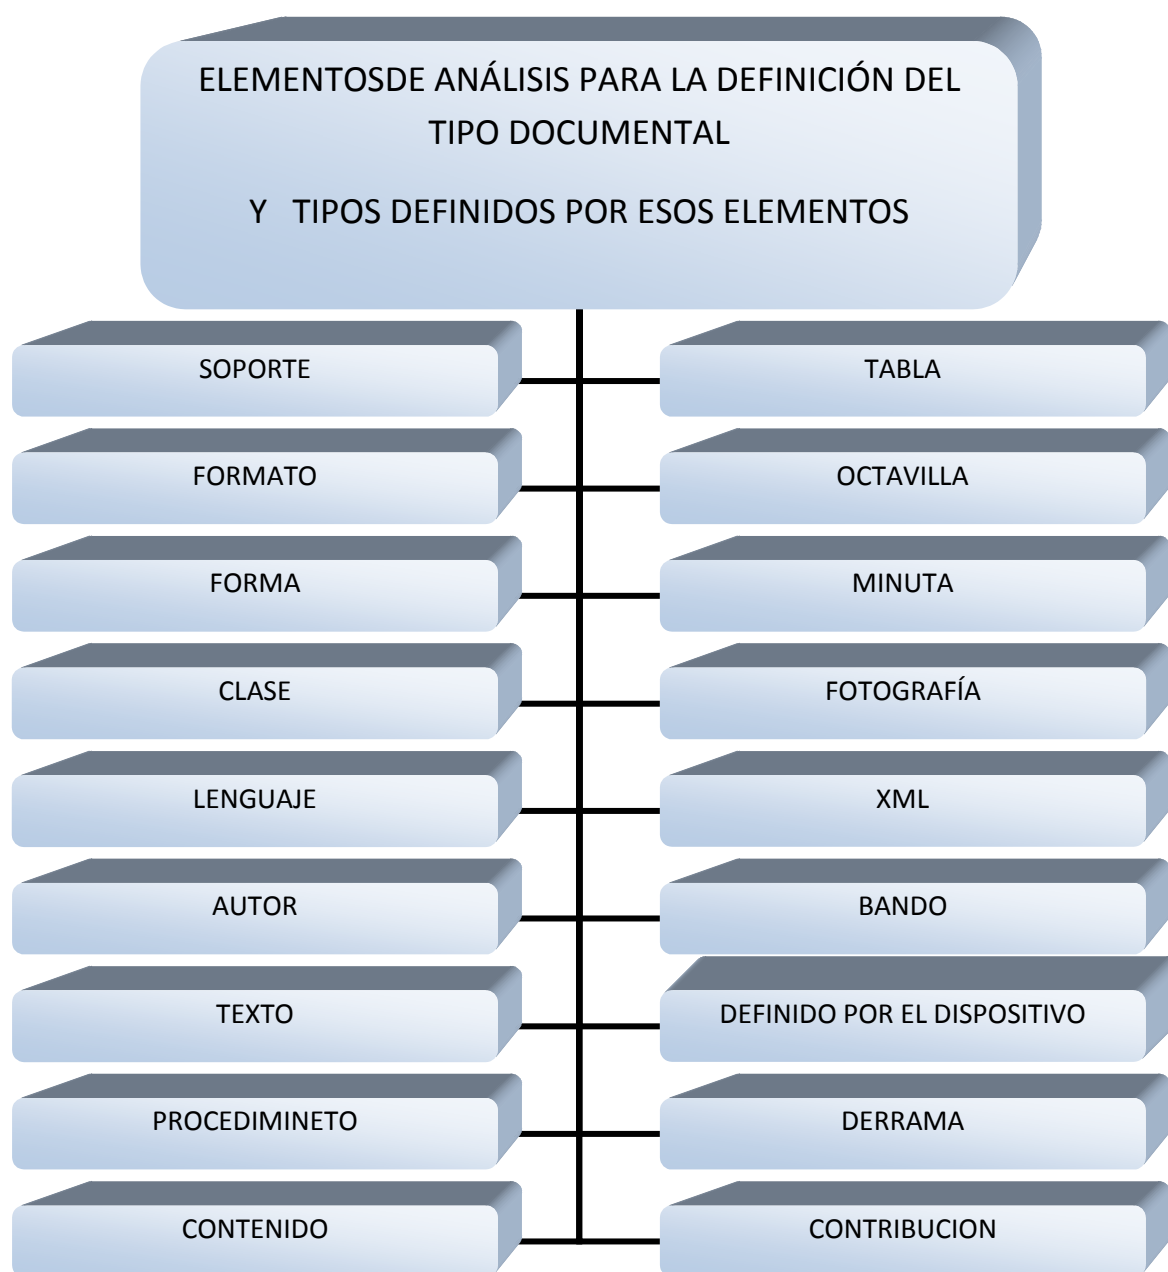 ELEMENTOSDE ANÁLISIS PARA LA DEFINICIÓN DEL
TIPO DOCUMENTAL
Y TIPOS DEFINIDOS POR ESOS ELEMENTOS
SOPORTE
TABLA
FORMATO
OCTAVILLA
FORMA
MINUTA
CLASE
FOTOGRAFÍA
LENGUAJE
XML
AUTOR
BANDO
TEXTO
DEFINIDO POR EL DISPOSITIVO
PROCEDIMINETO
DERRAMA
CONTENIDO
CONTRIBUCION